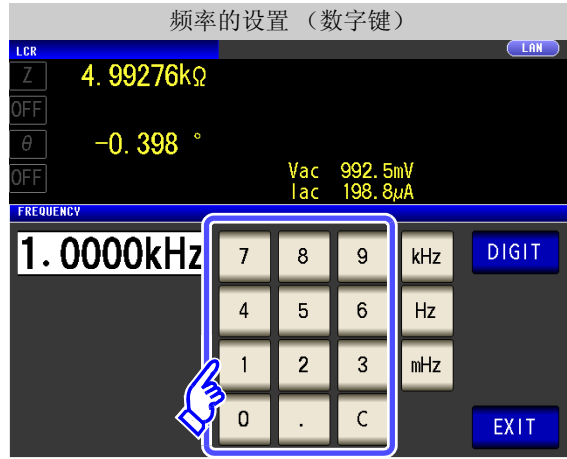 频率的设置 （数字键）
LCR LAN
Z 4.99276kΩ
OFF
θ -0.398 °
OFF
Vac 992.5mV
Iac 198.8μA
FREQUENCY
1.0000kHz 7 8 9 kHz DIGIT
4 5 6 Hz
1 2 3 mHz
0 . C EXIT